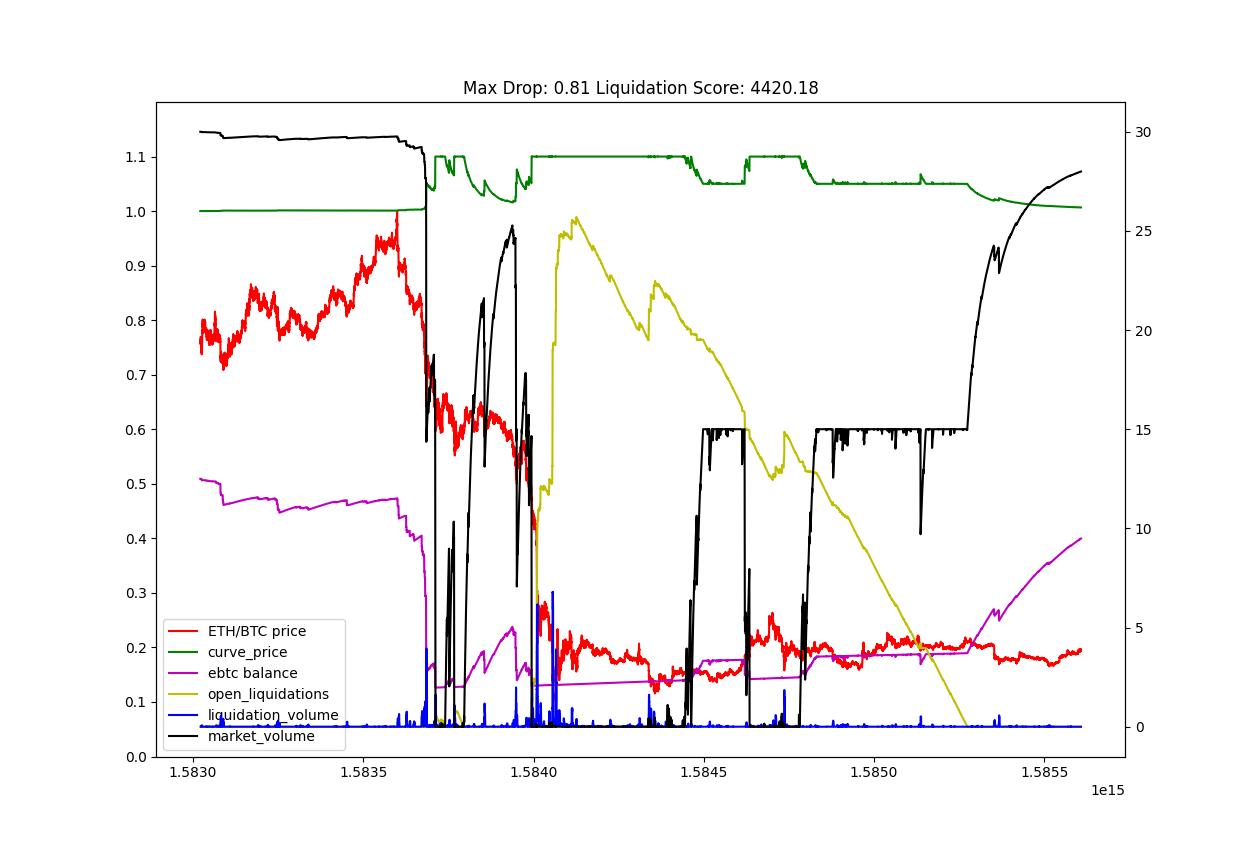 Max Drop: 0.81 Liquidation Score: 4420.18
1.1
1.0
0.9
0.8
0.7
0.6
0.5
0.4
0.3
0.2
0.1
0.0
30
25
20
15
10
5
0
ETH/BTC price
curve_price
ebtc balance
open_liquidations
liquidation_volume
market_volume
1.5830 1.5835 1.5840 1.5845 1.5850 1.5855
1e15